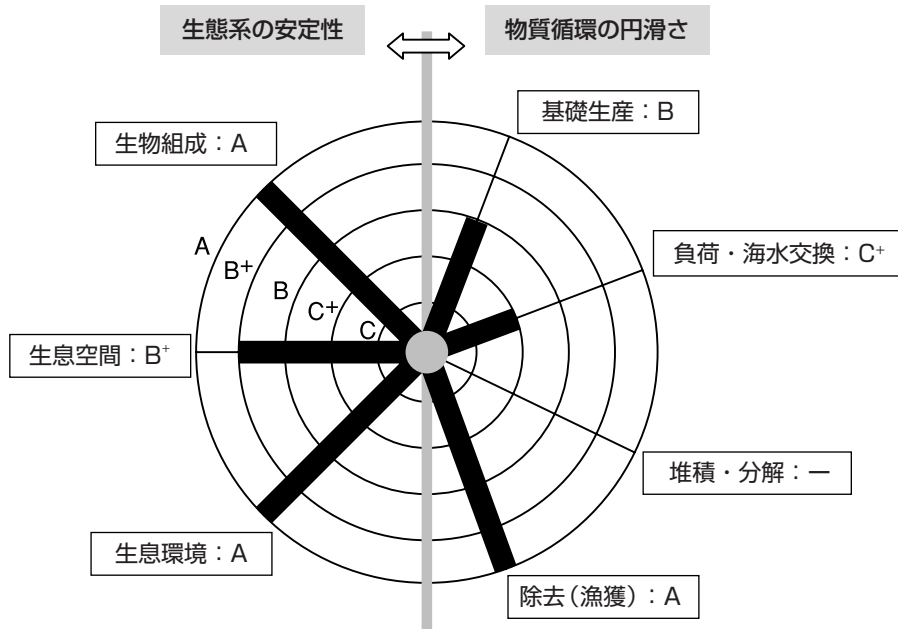 生態系の安定性
物質循環の円滑さ
基礎生産：B
生物組成：A
負荷・海水交換：C⁺
A
B⁺
B
C⁺
C
生息空間：B⁺
堆積・分解：ー
生息環境：A
除去（漁獲）：A